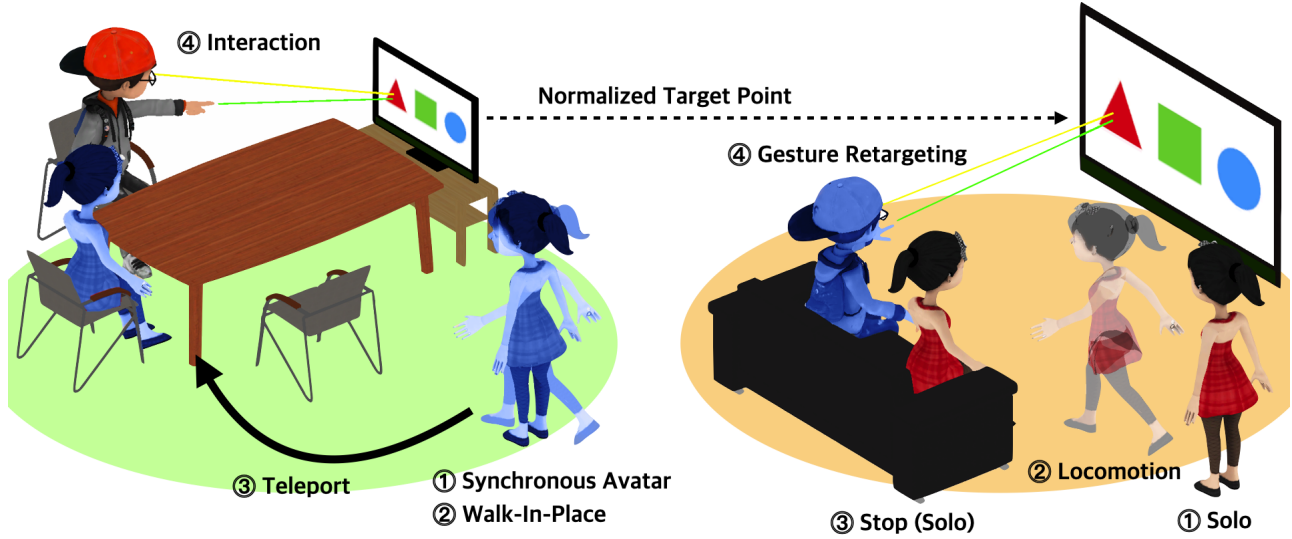 ④ Interaction
Normalized Target Point
④ Gesture Retargeting
③ Teleport
① Synchronous Avatar
② Walk-In-Place
② Locomotion
③ Stop (Solo)
① Solo